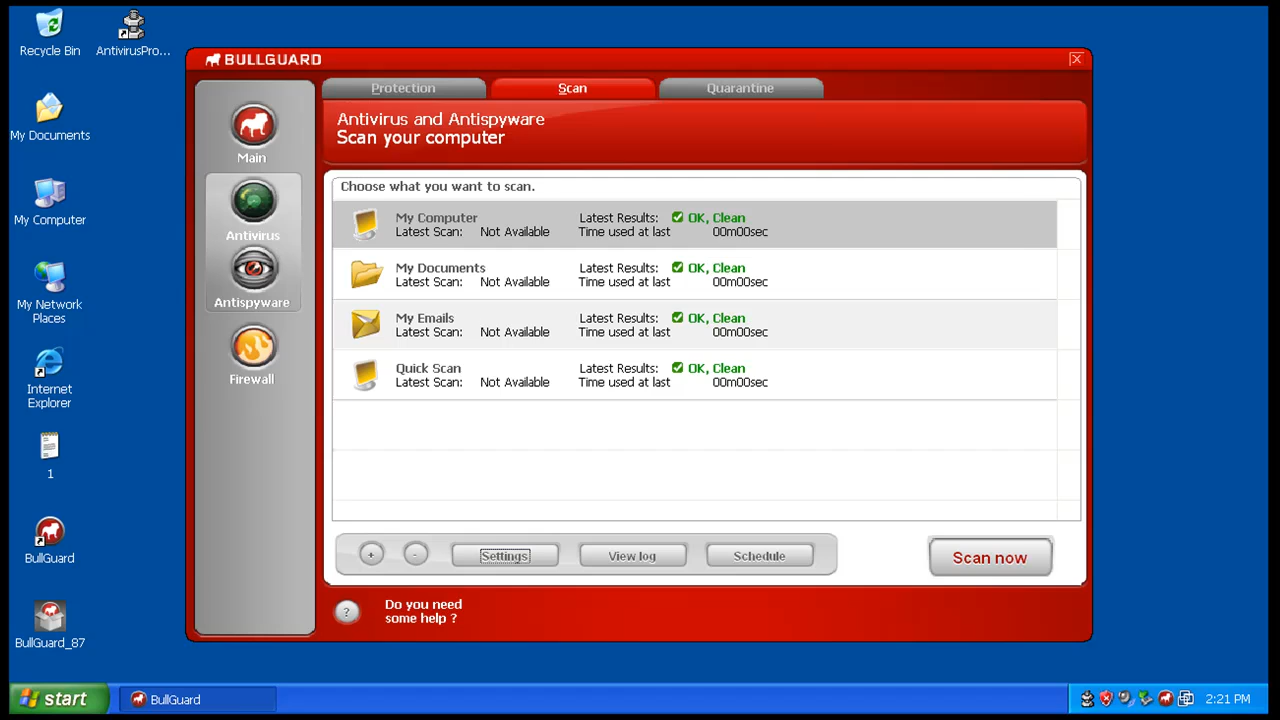 Recycle Bin
AntivirusPro...
My Documents
My Computer
My Network
Places
Internet
Explorer
1
BullGuard
BullGuard_87
BULLGUARD
Main
Antivirus
Antispyware
Firewall
Protection
Scan
Quarantine
Antivirus and Antispyware
Scan your computer
Choose what you want to scan.
My Computer Latest Results: OK, Clean
Latest Scan: Not Available Time used at last 00m00sec
My Documents Latest Results: OK, Clean
Latest Scan: Not Available Time used at last 00m00sec
My Emails Latest Results: OK, Clean
Latest Scan: Not Available Time used at last 00m00sec
Quick Scan Latest Results: OK, Clean
Latest Scan: Not Available Time used at last 00m00sec
+ - Settings View log Schedule Scan now
? Do you need
some help ?
start BullGuard 2:21 PM